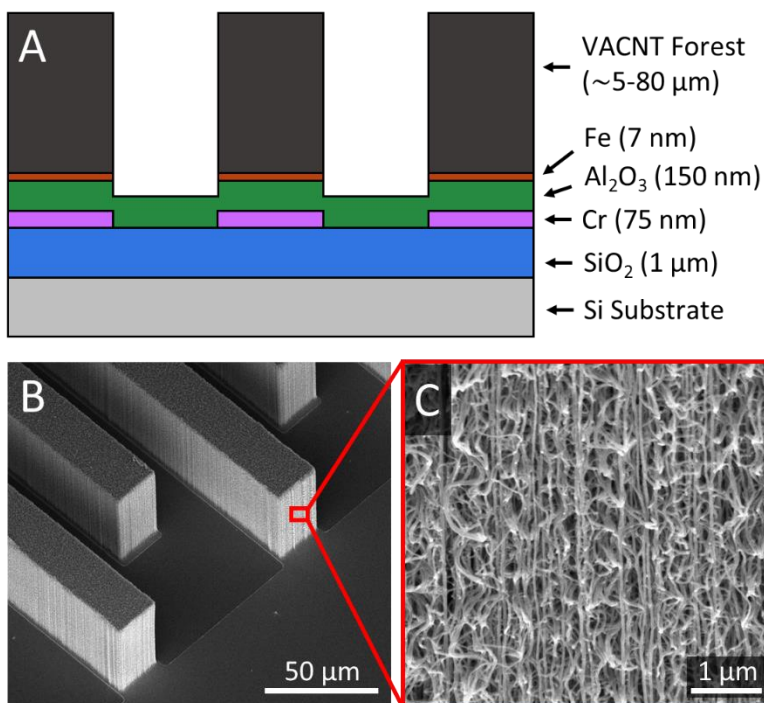 A
VACNT Forest
(~5-80 μm)
Fe (7 nm)
Al₂O₃ (150 nm)
Cr (75 nm)
SiO₂ (1 μm)
Si Substrate
B
50 μm
C
1 μm